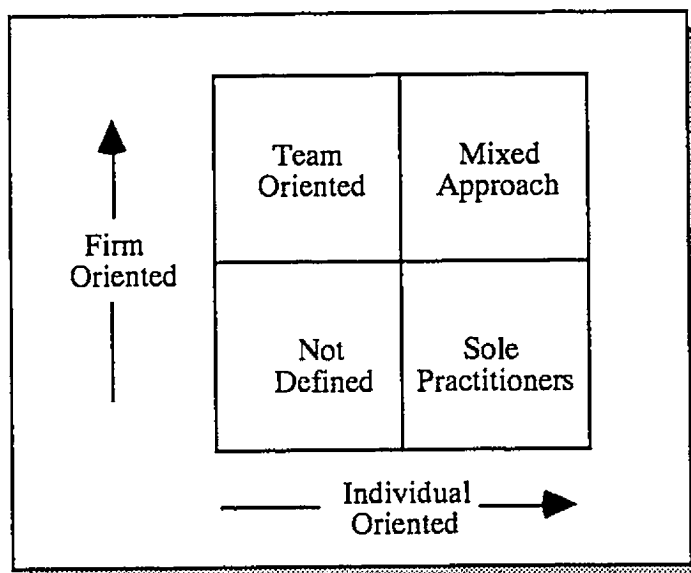 Team
Oriented
Mixed
Approach
Firm
Oriented
Not
Defined
Sole
Practitioners
Individual
Oriented